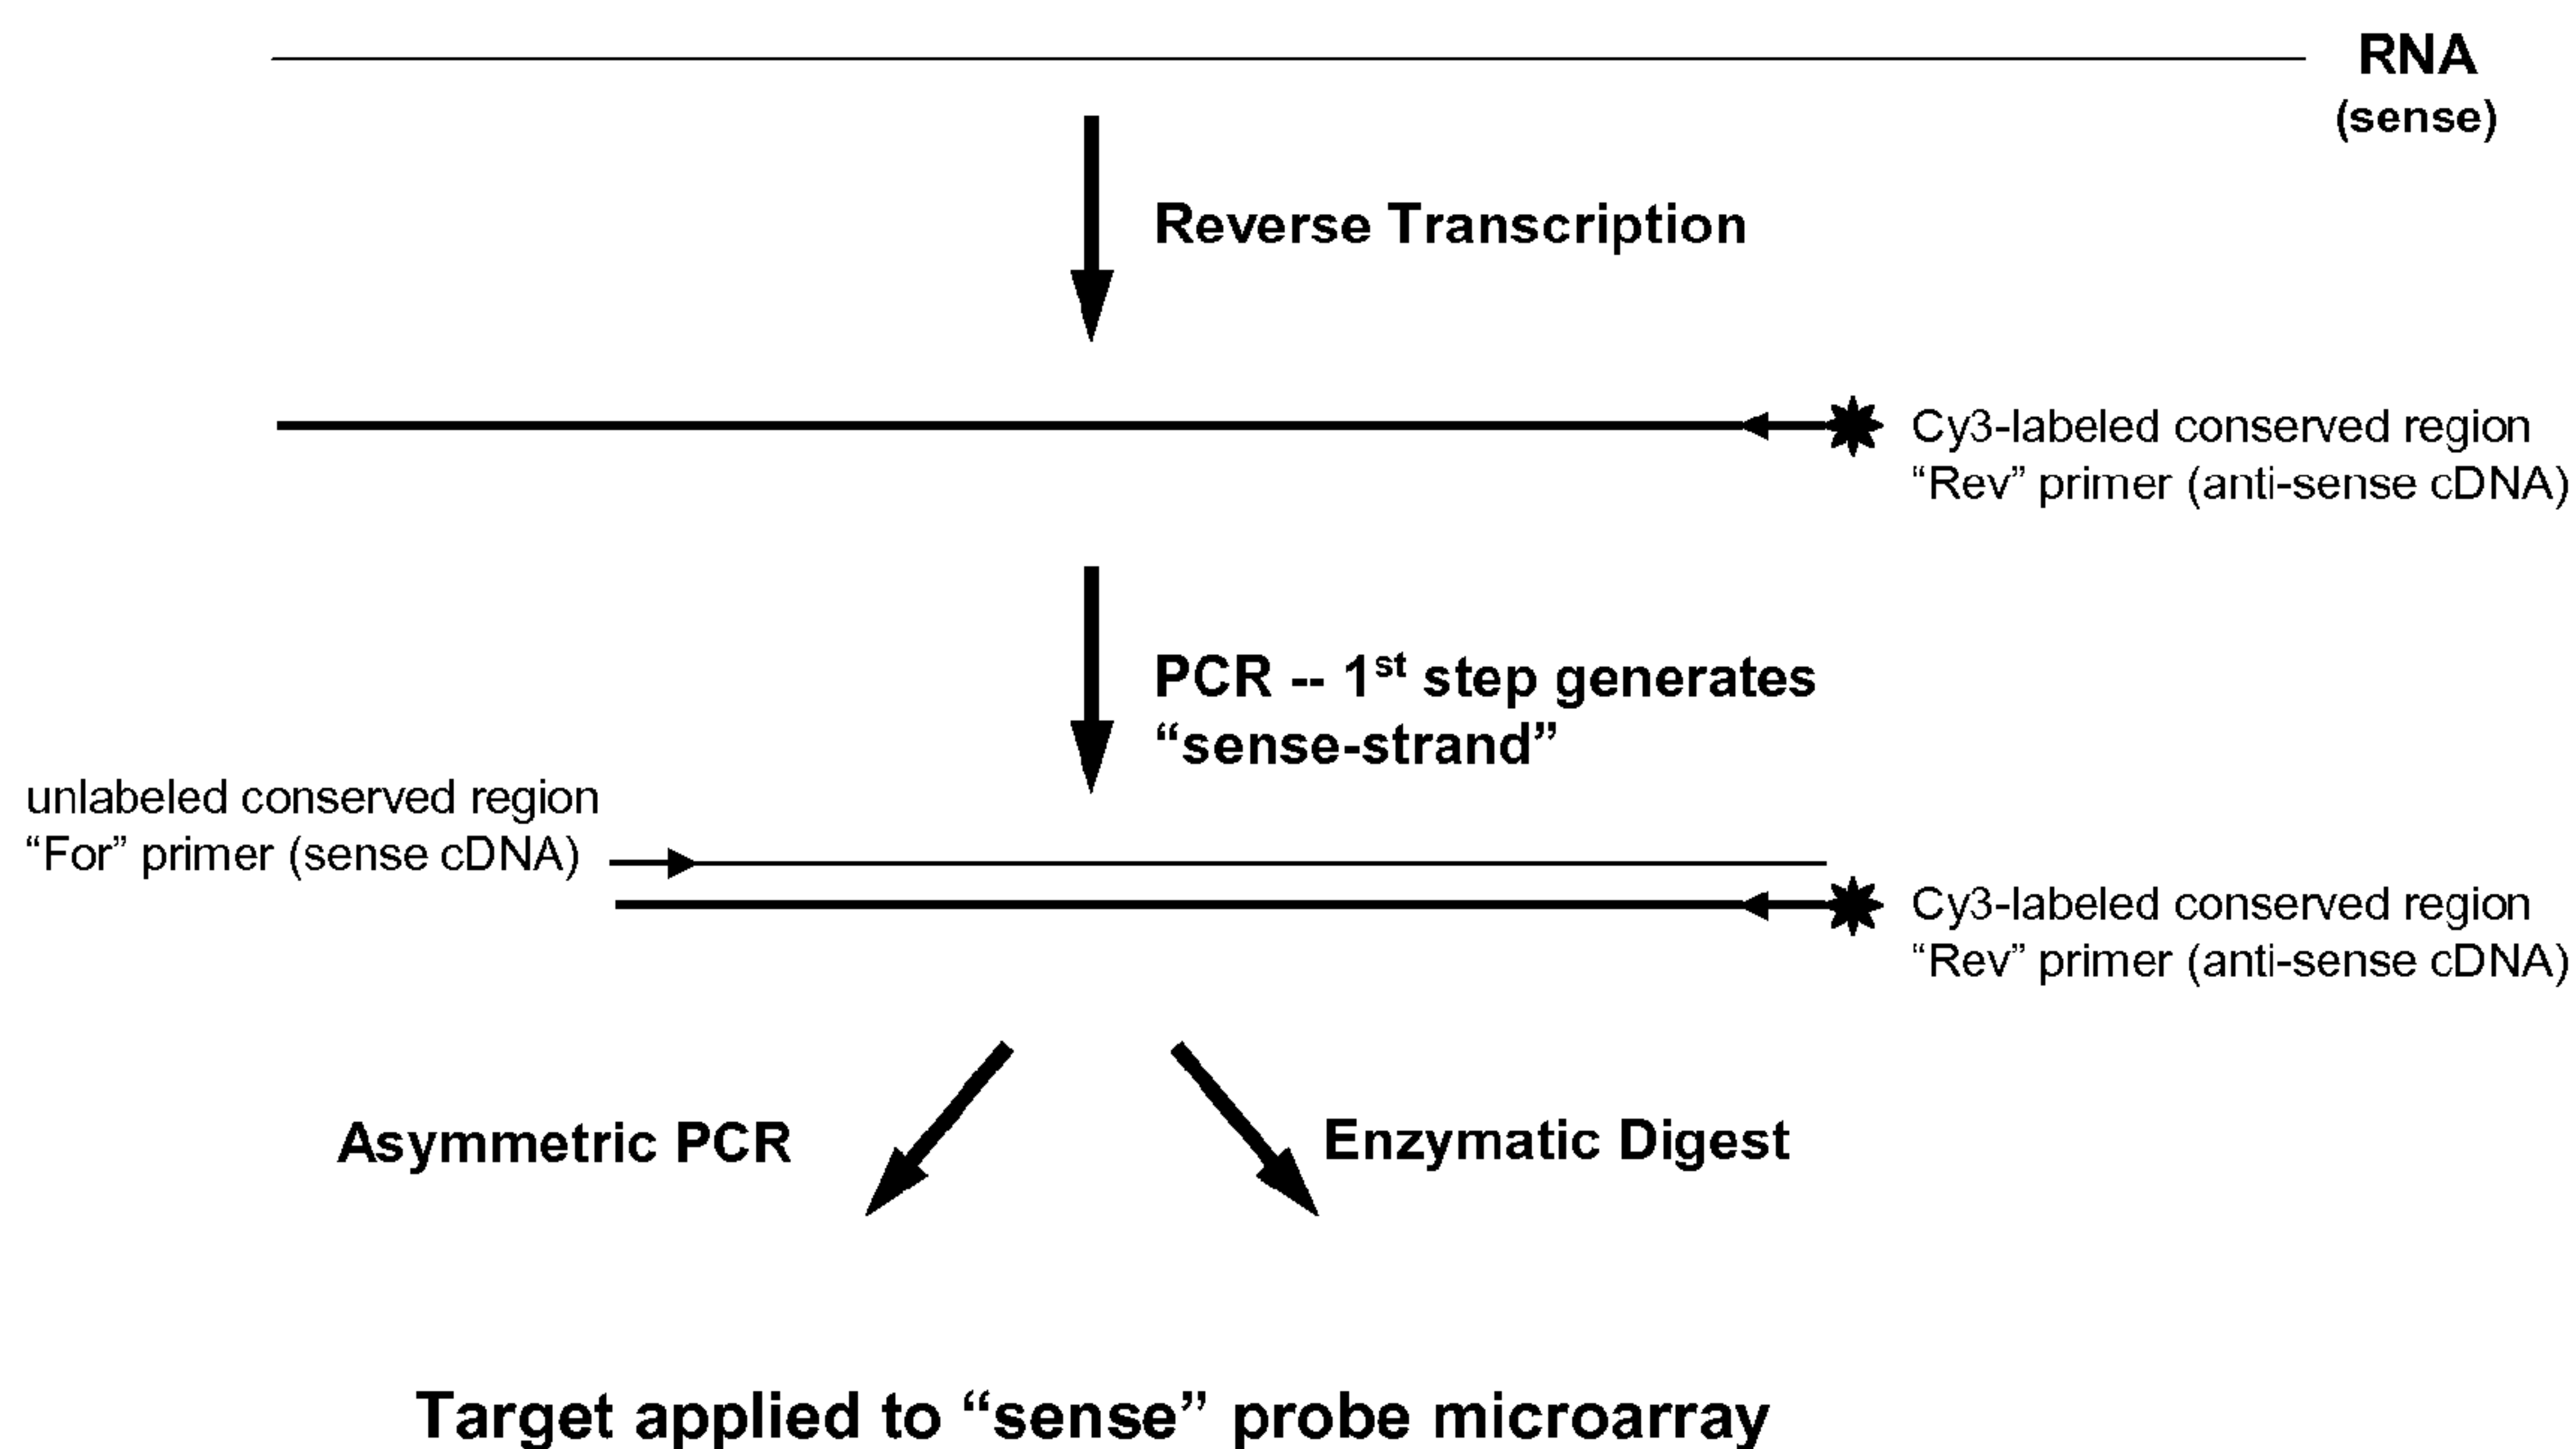 RNA
(sense)
Reverse Transcription
Cy3-labeled conserved region
“Rev” primer (anti-sense cDNA)
PCR -- 1st step generates
“sense-strand”
unlabeled conserved region
“For” primer (sense cDNA)
Cy3-labeled conserved region
“Rev” primer (anti-sense cDNA)
Asymmetric PCR
Enzymatic Digest
Target applied to “sense” probe microarray